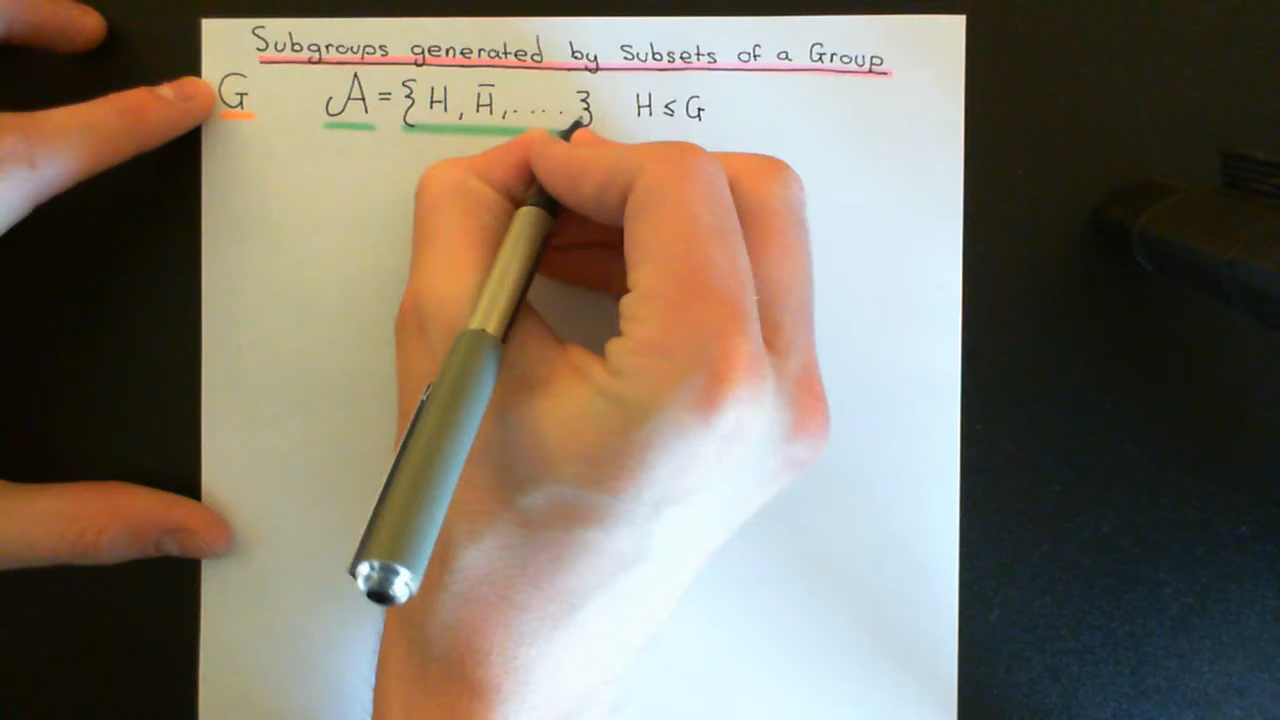 Subgroups generated by Subsets of a Group
G 𝒜 = { H , H̄ , . . . . } H ≤ G